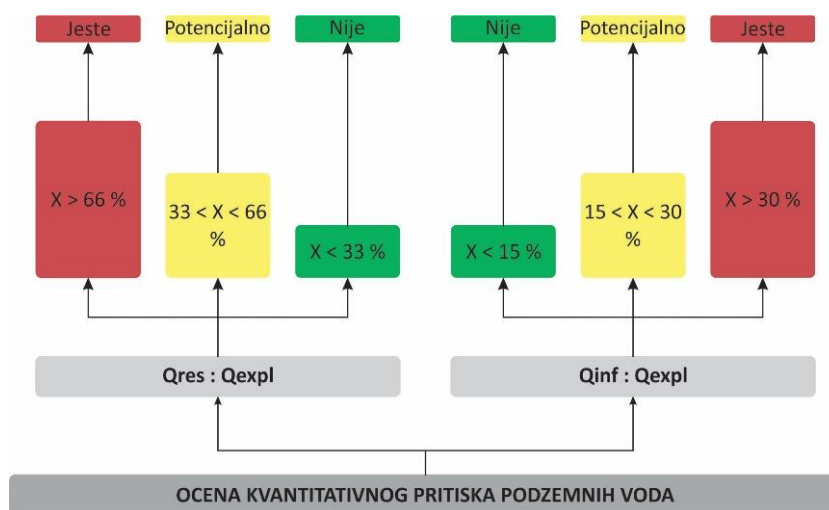 Jeste
Potencijalno
Nije
Nije
Potencijalno
Jeste
X > 66 %
33 < X < 66
%
X < 33 %
X < 15 %
15 < X < 30
%
X > 30 %
Qres : Qexpl
Qinf : Qexpl
OCENA KVANTITATIVNOG PRITISKA PODZEMNIH VODA